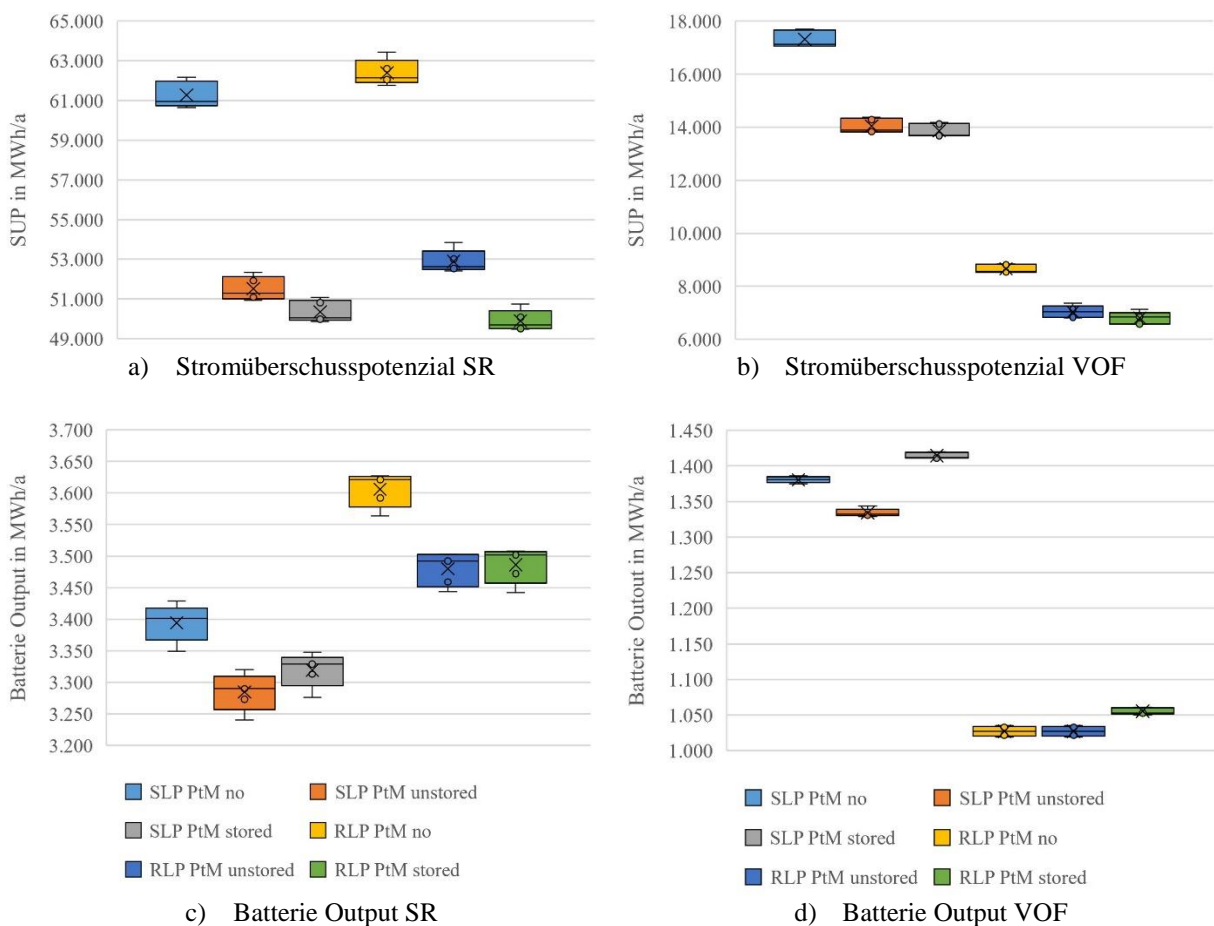 65.000
63.000
61.000
59.000
57.000
55.000
53.000
51.000
49.000
SUP in MWh/a
a) Stromüberschusspotenzial SR
18.000
16.000
14.000
12.000
10.000
8.000
6.000
SUP in MWh/a
b) Stromüberschusspotenzial VOF
3.700
3.650
3.600
3.550
3.500
3.450
3.400
3.350
3.300
3.250
3.200
Batterie Output in MWh/a
SLP PtM no
SLP PtM unstored
SLP PtM stored
RLP PtM no
RLP PtM unstored
RLP PtM stored
c) Batterie Output SR
1.450
1.400
1.350
1.300
1.250
1.200
1.150
1.100
1.050
1.000
Batterie Outout in MWh/a
SLP PtM no
SLP PtM unstored
SLP PtM stored
RLP PtM no
RLP PtM unstored
RLP PtM stored
d) Batterie Output VOF